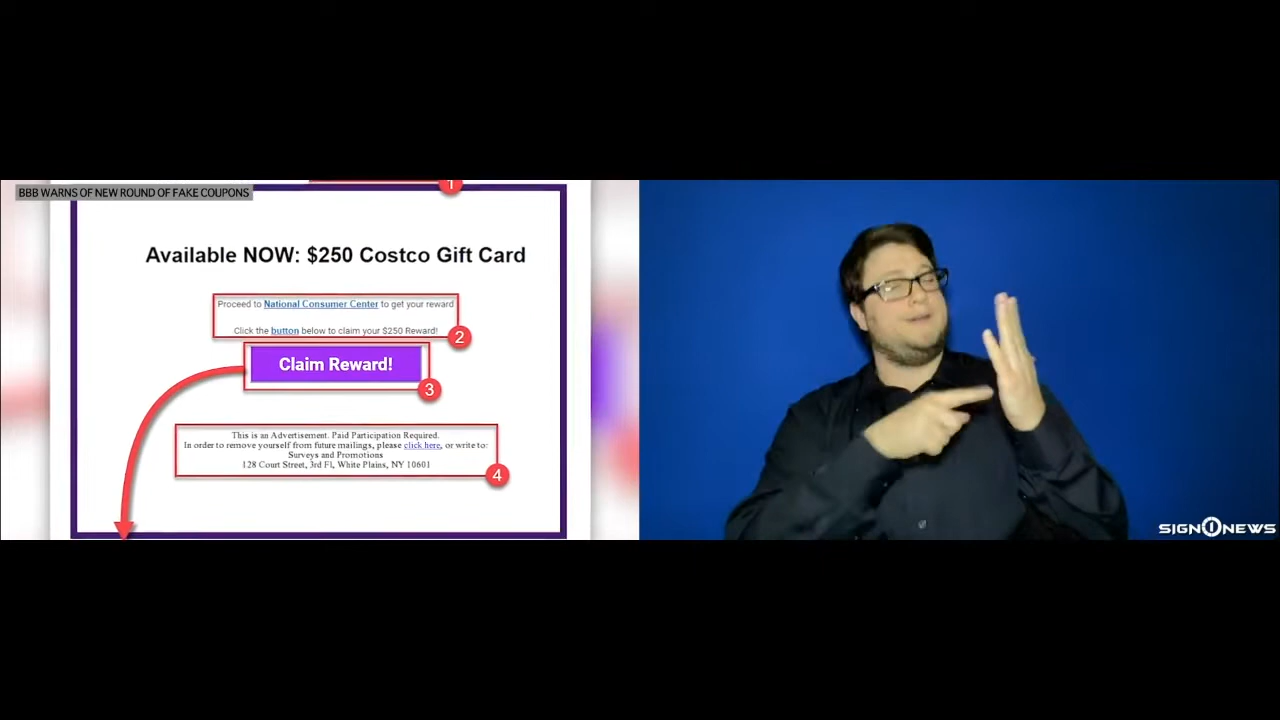 BBB WARNS OF NEW ROUND OF FAKE COUPONS
1
Available NOW: $250 Costco Gift Card
Proceed to National Consumer Center to get your reward
Click the button below to claim your $250 Reward!
2
Claim Reward!
3
This is an Advertisement. Paid Participation Required.
In order to remove yourself from future mailings, please click here, or write to:
Surveys and Promotions
128 Court Street, 3rd Fl, White Plains, NY 10601
4
SIGN1NEWS